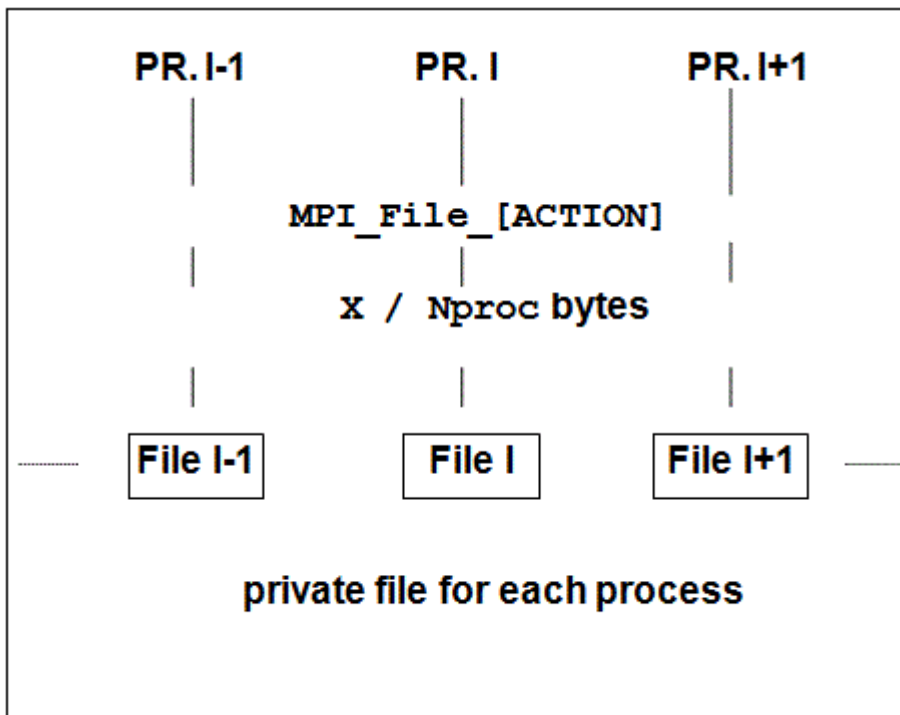 PR. I-1 PR. I PR. I+1
MPI_File_[ACTION]
X / Nproc bytes
File I-1 File I File I+1
private file for each process